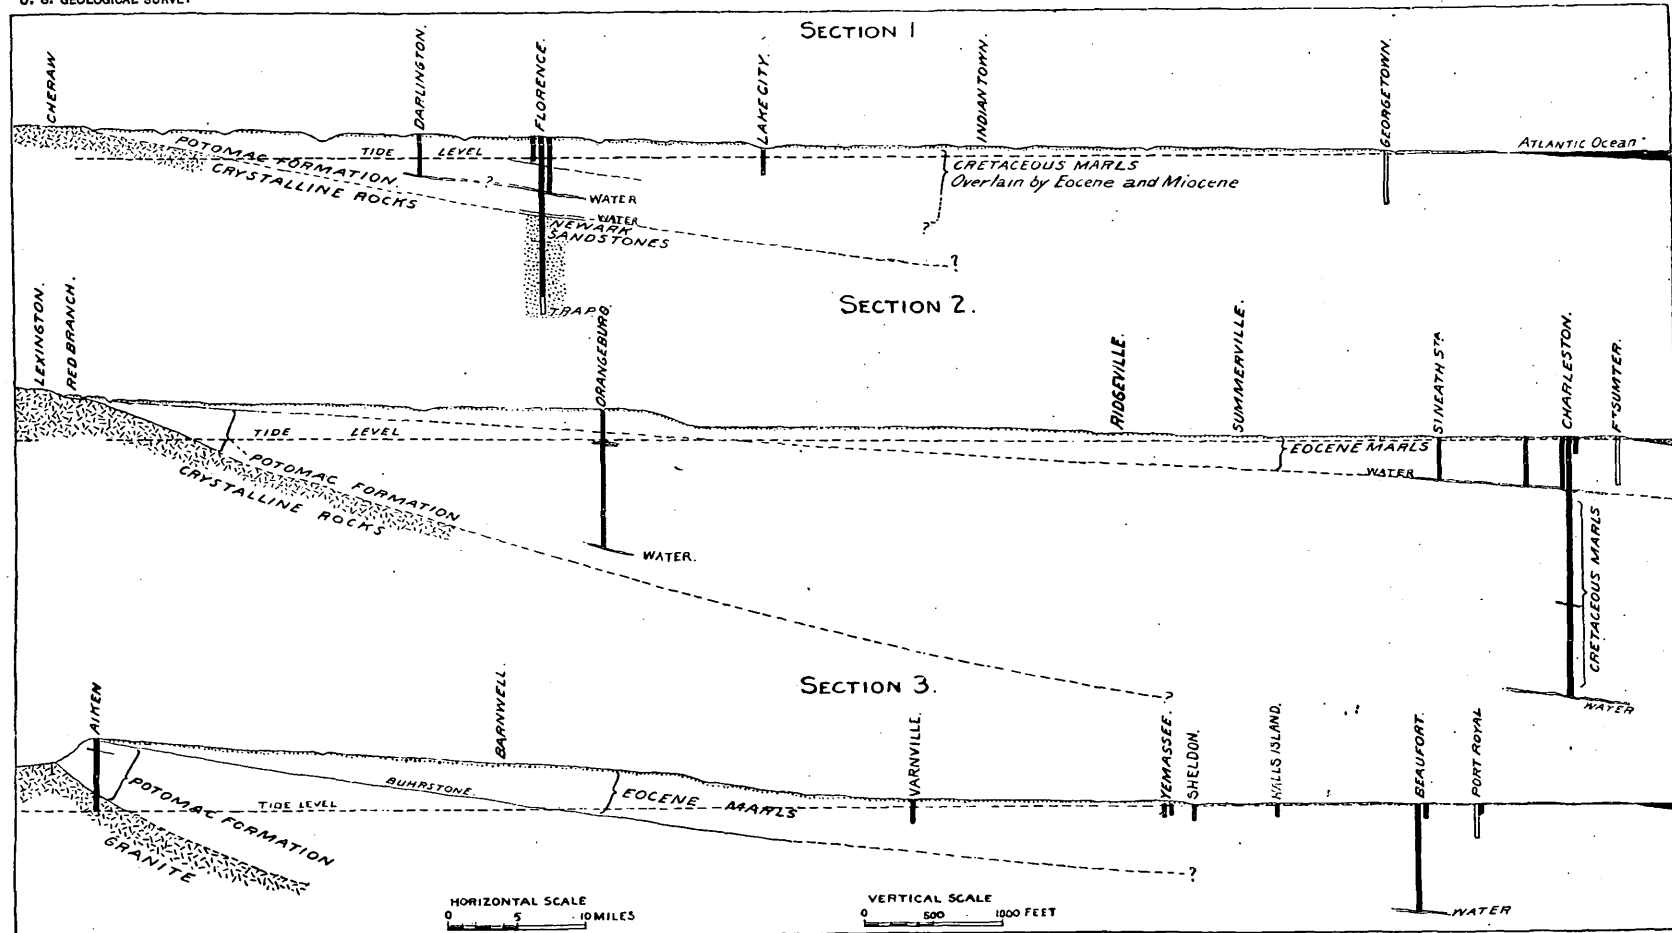 U. S. GEOLOGICAL SURVEY
SECTION 1
CHERAW
DARLINGTON.
FLORENCE.
LAKE CITY.
INDIANTOWN.
GEORGETOWN.
ATLANTIC Ocean
POTOMAC FORMATION.
TIDE LEVEL
CRYSTALLINE ROCKS
?
WATER
WATER
NEWARK
SANDSTONES
TRAP
CRETACEOUS MARLS
Overlain by Eocene and Miocene
?
?
SECTION 2.
LEXINGTON.
RED BRANCH.
ORANGEBURG.
RIDGEVILLE.
SUMMERVILLE.
SINEATH STA
CHARLESTON.
FT SUMTER.
TIDE LEVEL
POTOMAC FORMATION
CRYSTALLINE ROCKS
WATER.
EOCENE MARLS
WATER
CRETACEOUS MARLS
?
WATER
SECTION 3.
AIKEN
BARNWELL.
VARNVILLE.
YEMASSEE.
SHELDON.
HALLS ISLAND.
BEAUFORT.
PORT ROYAL
POTOMAC FORMATION
GRANITE
TIDE LEVEL
BUHRSTONE.
EOCENE MARLS
?
WATER
HORIZONTAL SCALE
0 5 10 MILES
VERTICAL SCALE
0 500 1000 FEET